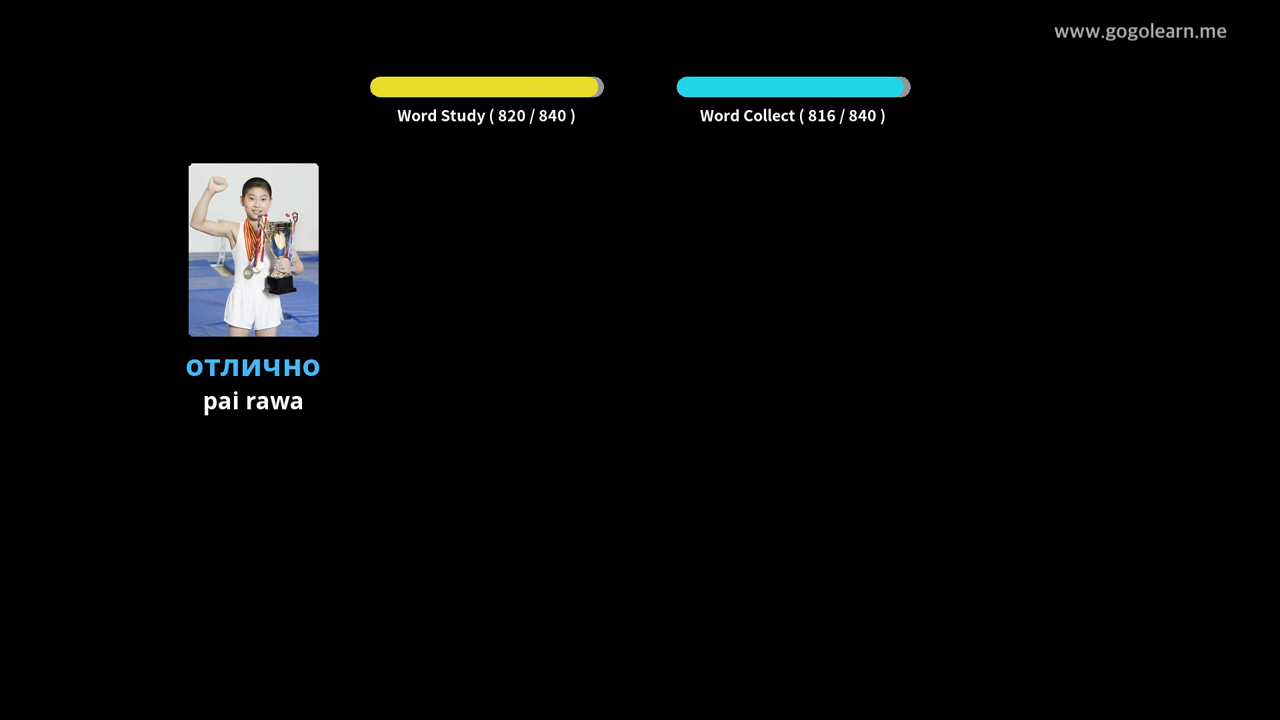 www.gogolearn.me
Word Study ( 820 / 840 )
Word Collect ( 816 / 840 )
отлично
pai rawa